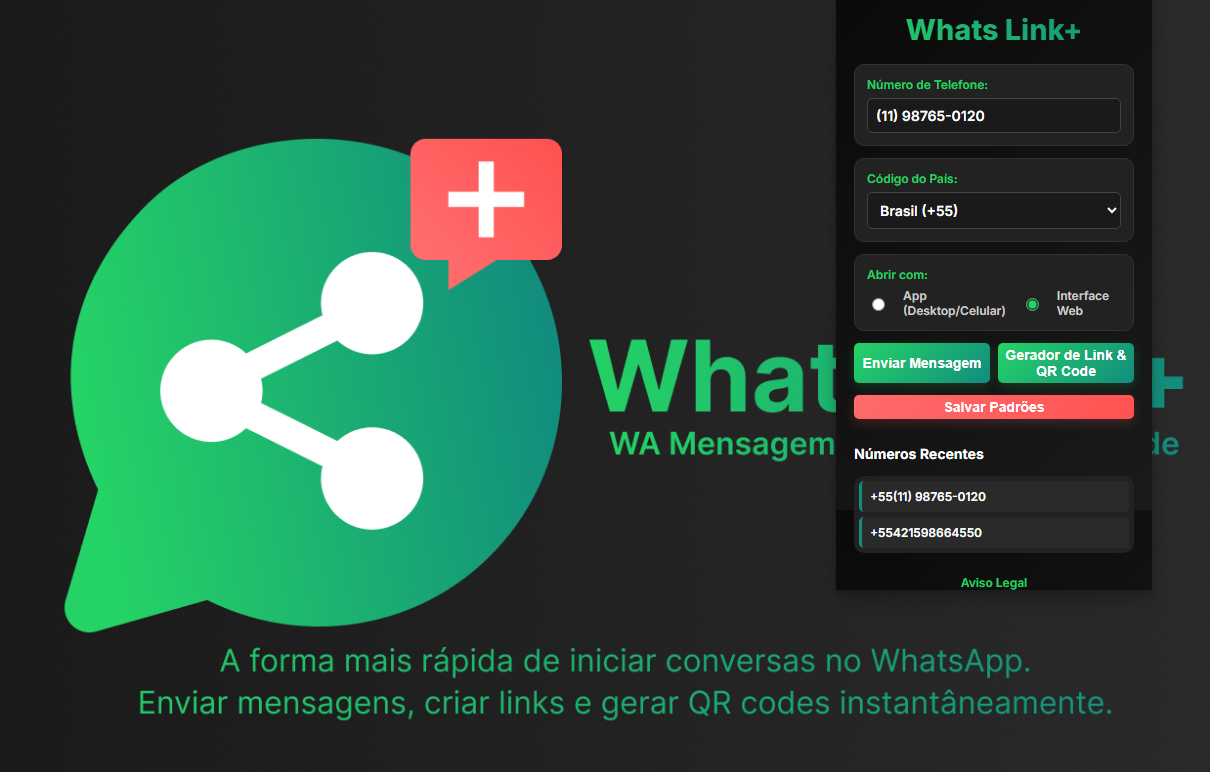 Whats Link+
Número de Telefone:
(11) 98765-0120
Código do País:
Brasil (+55)
Abrir com:
App
(Desktop/Celular)
Interface
Web
Enviar Mensagem
Gerador de Link &
QR Code
Salvar Padrões
Números Recentes
+55(11) 98765-0120
+55421598664550
Aviso Legal
What
+
WA Mensagem
de
A forma mais rápida de iniciar conversas no WhatsApp.
Enviar mensagens, criar links e gerar QR codes instantâneamente.